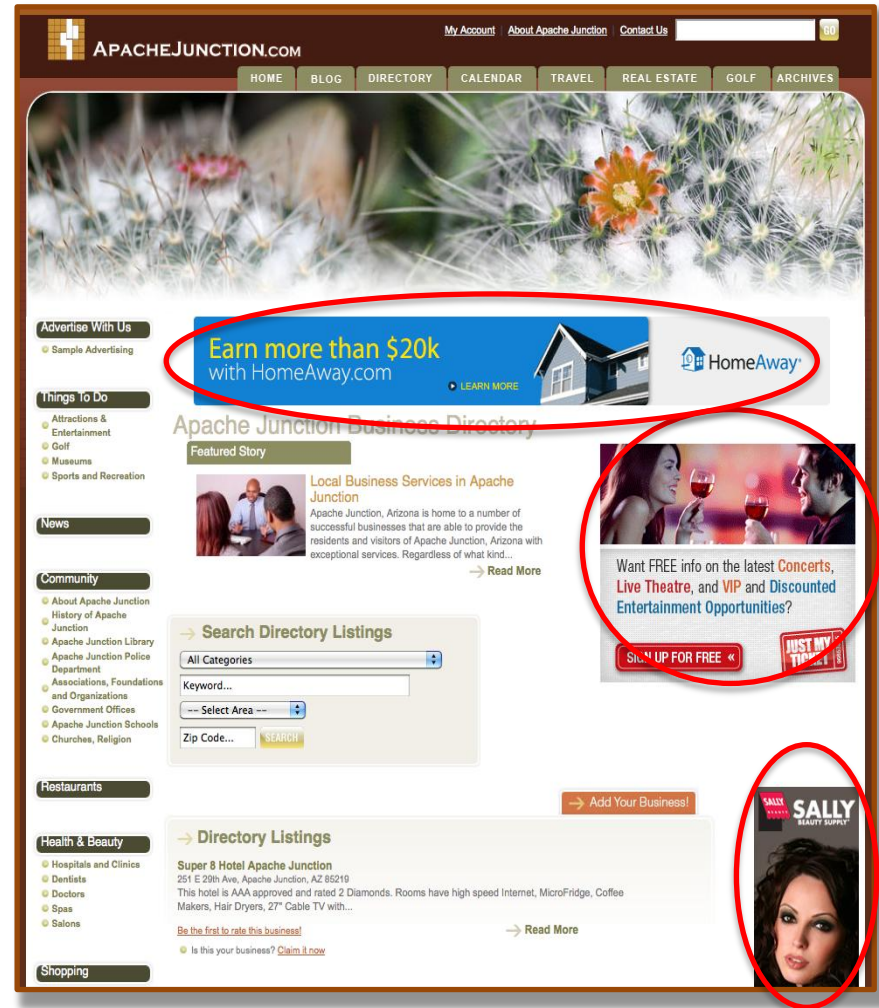 My Account | About Apache Junction | Contact Us
GO
APACHEJUNCTION.COM
HOME BLOG DIRECTORY CALENDAR TRAVEL REAL ESTATE GOLF ARCHIVES
Advertise With Us
Sample Advertising
Things To Do
Attractions &
Entertainment
Golf
Museums
Sports and Recreation
News
Community
About Apache Junction
History of Apache
Junction
Apache Junction Library
Apache Junction Police
Department
Associations, Foundations
and Organizations
Government Offices
Apache Junction Schools
Churches, Religion
Restaurants
Health & Beauty
Hospitals and Clinics
Dentists
Doctors
Spas
Salons
Shopping
Earn more than $20k
with HomeAway.com
LEARN MORE
HomeAway
Apache Junction Business Directory
Featured Story
Local Business Services in Apache
Junction
Apache Junction, Arizona is home to a number of
successful businesses that are able to provide the
residents and visitors of Apache Junction, Arizona with
exceptional services. Regardless of what kind...
Read More
Want FREE info on the latest Concerts,
Live Theatre, and VIP and Discounted
Entertainment Opportunities?
SIGN UP FOR FREE «
JUST MY
TICKET
Search Directory Listings
All Categories
Keyword...
-- Select Area --
Zip Code... SEARCH
Add Your Business!
Directory Listings
Super 8 Hotel Apache Junction
251 E 29th Ave, Apache Junction, AZ 85219
This hotel is AAA approved and rated 2 Diamonds. Rooms have high speed Internet, MicroFridge, Coffee
Makers, Hair Dryers, 27" Cable TV with...
Be the first to rate this business!
Read More
Is this your business? Claim it now
SALLY
SALLY
BEAUTY SUPPLY